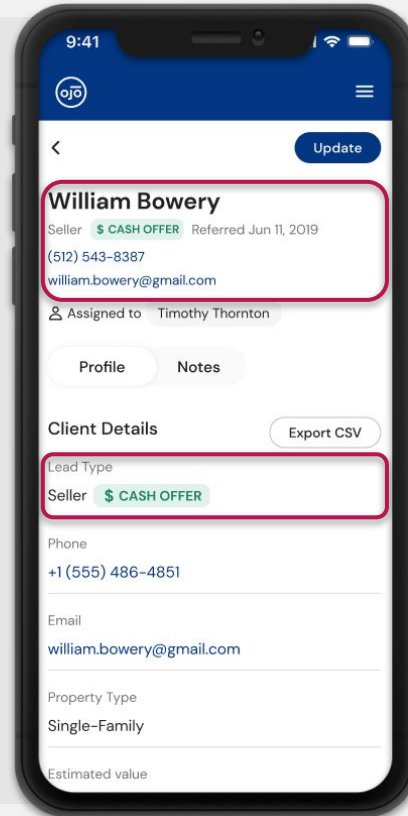 9:41
ojō
Update
William Bowery
Seller $ CASH OFFER Referred Jun 11, 2019
(512) 543-8387
william.bowery@gmail.com
Assigned to Timothy Thornton
Profile Notes
Client Details Export CSV
Lead Type
Seller $ CASH OFFER
Phone
+1 (555) 486-4851
Email
william.bowery@gmail.com
Property Type
Single-Family
Estimated value